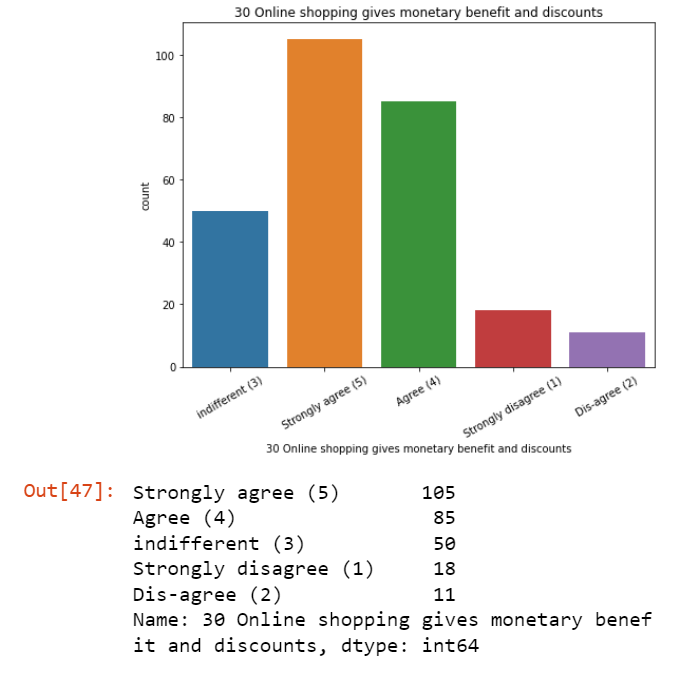 30 Online shopping gives monetary benefit and discounts
100
80
60
40
20
0
count
indifferent (3)
Strongly agree (5)
Agree (4)
Strongly disagree (1)
Dis-agree (2)
30 Online shopping gives monetary benefit and discounts
Out[47]: Strongly agree (5) 105
Agree (4) 85
indifferent (3) 50
Strongly disagree (1) 18
Dis-agree (2) 11
Name: 30 Online shopping gives monetary benef
it and discounts, dtype: int64